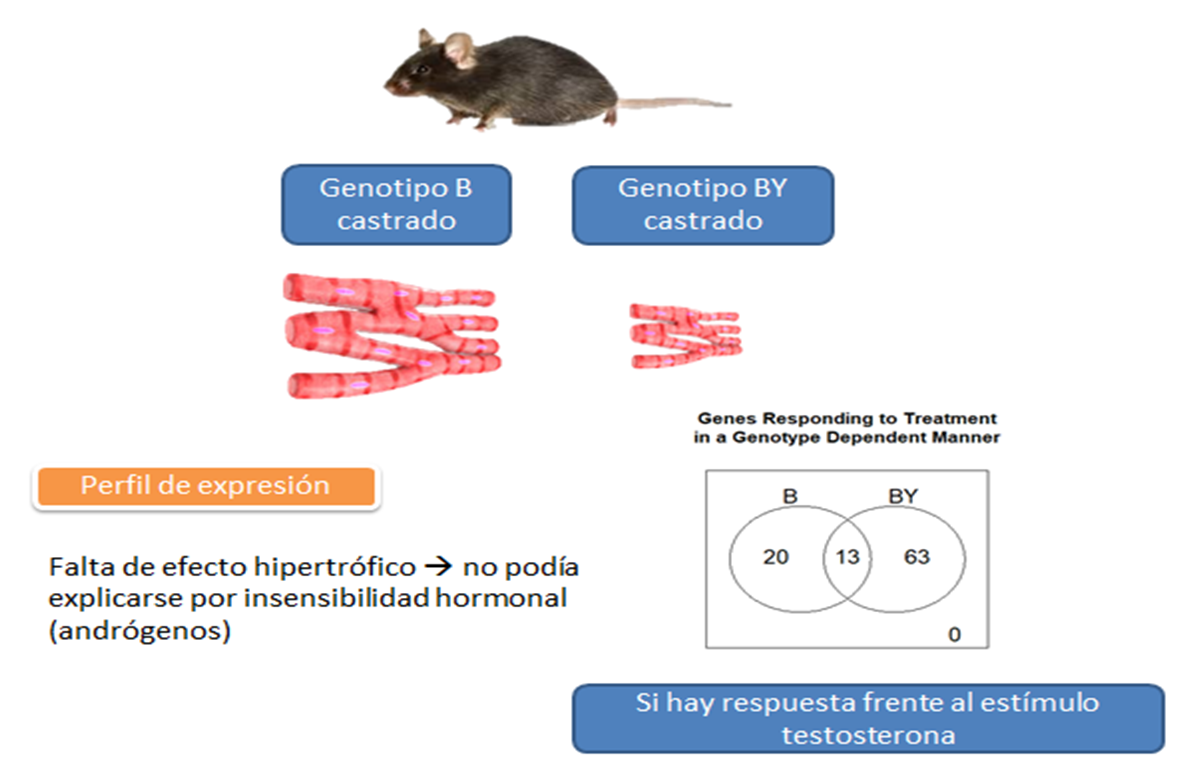 Genotipo B
castrado
Genotipo BY
castrado
Genes Responding to Treatment
in a Genotype Dependent Manner
Perfil de expresión
B
BY
20
13
63
0
Falta de efecto hipertrófico → no podía
explicarse por insensibilidad hormonal
(andrógenos)
Si hay respuesta frente al estímulo
testosterona